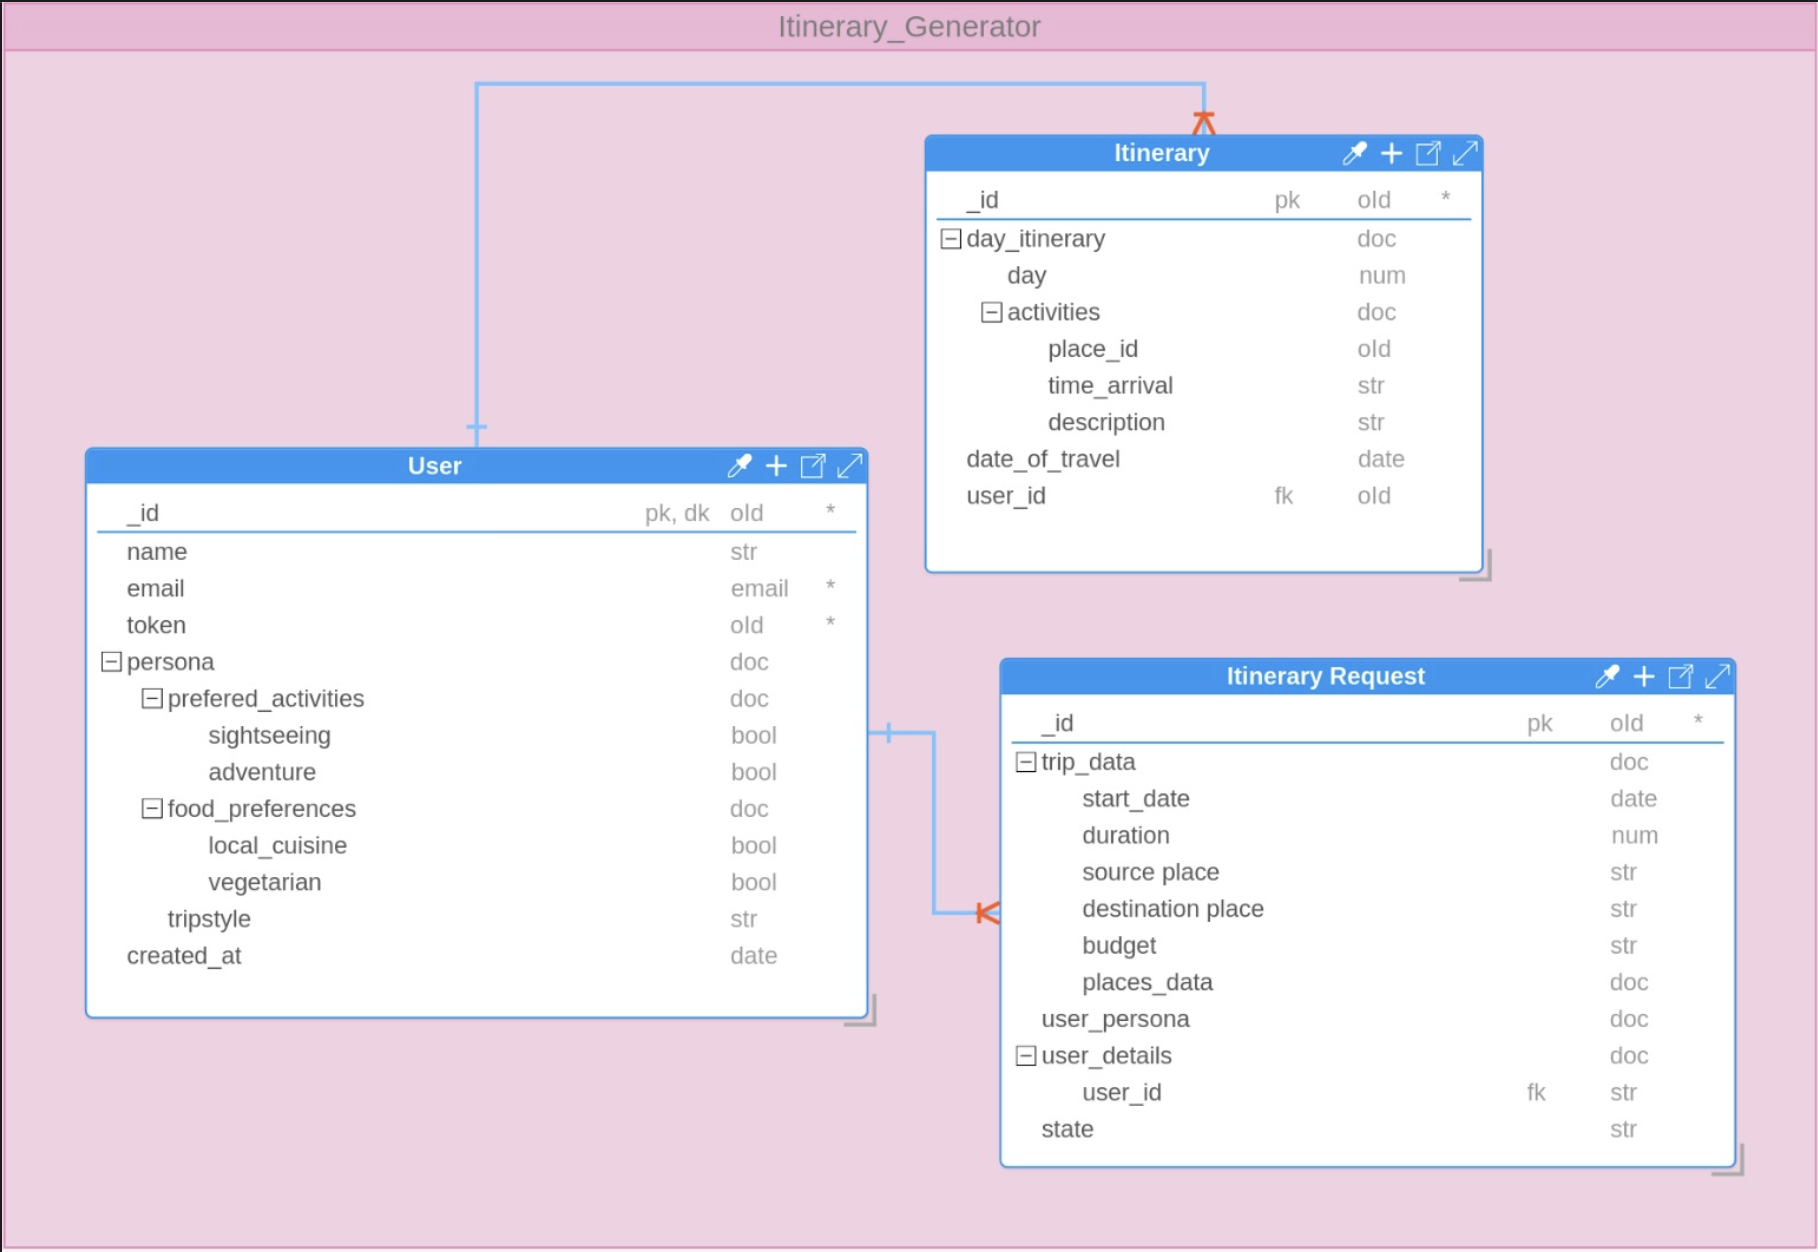 Itinerary_Generator
Itinerary
_id pk oId *
day_itinerary doc
day num
activities doc
place_id oId
time_arrival str
description str
date_of_travel date
user_id fk oId
User
_id pk, dk oId *
name str
email email *
token oId *
persona doc
prefered_activities doc
sightseeing bool
adventure bool
food_preferences doc
local_cuisine bool
vegetarian bool
tripstyle str
created_at date
Itinerary Request
_id pk oId *
trip_data doc
start_date date
duration num
source place str
destination place str
budget str
places_data doc
user_persona doc
user_details doc
user_id fk str
state str